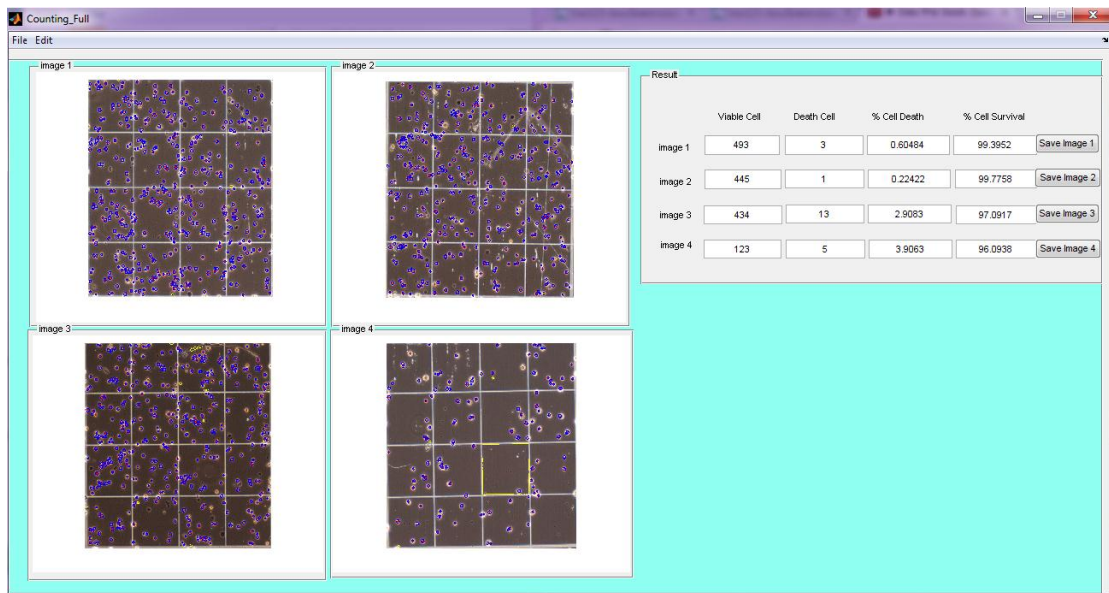 Counting_Full
File Edit
image 1
image 2
image 3
image 4
Result
Viable Cell Death Cell % Cell Death % Cell Survival
image 1 493 3 0.60484 99.3952 Save Image 1
image 2 445 1 0.22422 99.7758 Save Image 2
image 3 434 13 2.9083 97.0917 Save Image 3
image 4 123 5 3.9063 96.0938 Save Image 4